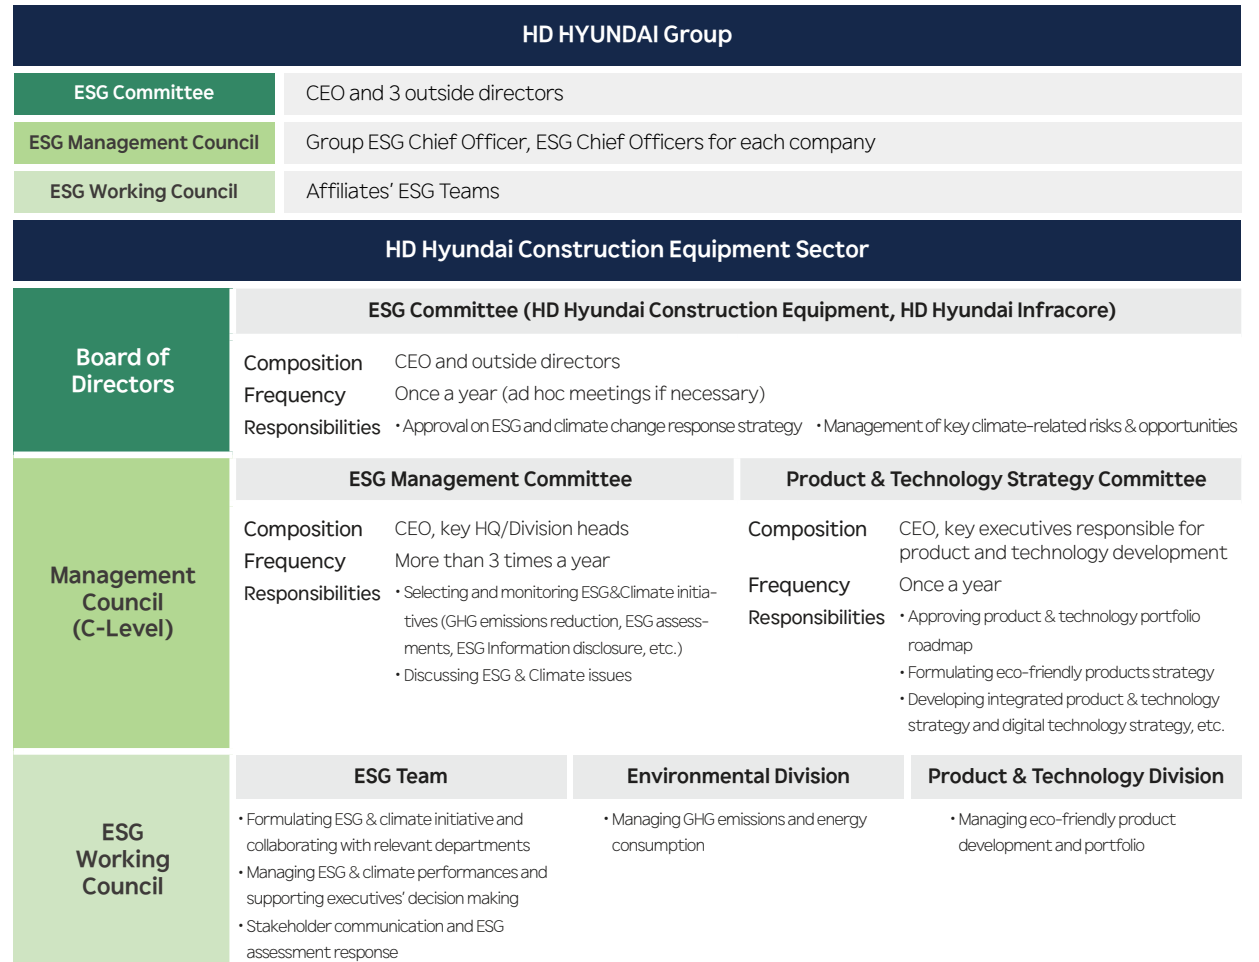 HD HYUNDAI Group
ESG Committee
CEO and 3 outside directors
ESG Management Council
Group ESG Chief Officer, ESG Chief Officers for each company
ESG Working Council
Affiliates' ESG Teams
HD Hyundai Construction Equipment Sector
Board of
Directors
ESG Committee (HD Hyundai Construction Equipment, HD Hyundai Infracore)
Composition
CEO and outside directors
Frequency
Once a year (ad hoc meetings if necessary)
Responsibilities
• Approval on ESG and climate change response strategy • Management of key climate-related risks & opportunities
Management
Council
(C-Level)
ESG Management Committee
Composition
CEO, key HQ/Division heads
Frequency
More than 3 times a year
Responsibilities
• Selecting and monitoring ESG&Climate initia-
tives (GHG emissions reduction, ESG assess-
ments, ESG Information disclosure, etc.)
• Discussing ESG & Climate issues
Product & Technology Strategy Committee
Composition
CEO, key executives responsible for
product and technology development
Frequency
Once a year
Responsibilities
• Approving product & technology portfolio
roadmap
• Formulating eco-friendly products strategy
• Developing integrated product & technology
strategy and digital technology strategy, etc.
ESG
Working
Council
ESG Team
• Formulating ESG & climate initiative and
collaborating with relevant departments
• Managing ESG & climate performances and
supporting executives' decision making
• Stakeholder communication and ESG
assessment response
Environmental Division
• Managing GHG emissions and energy
consumption
Product & Technology Division
• Managing eco-friendly product
development and portfolio